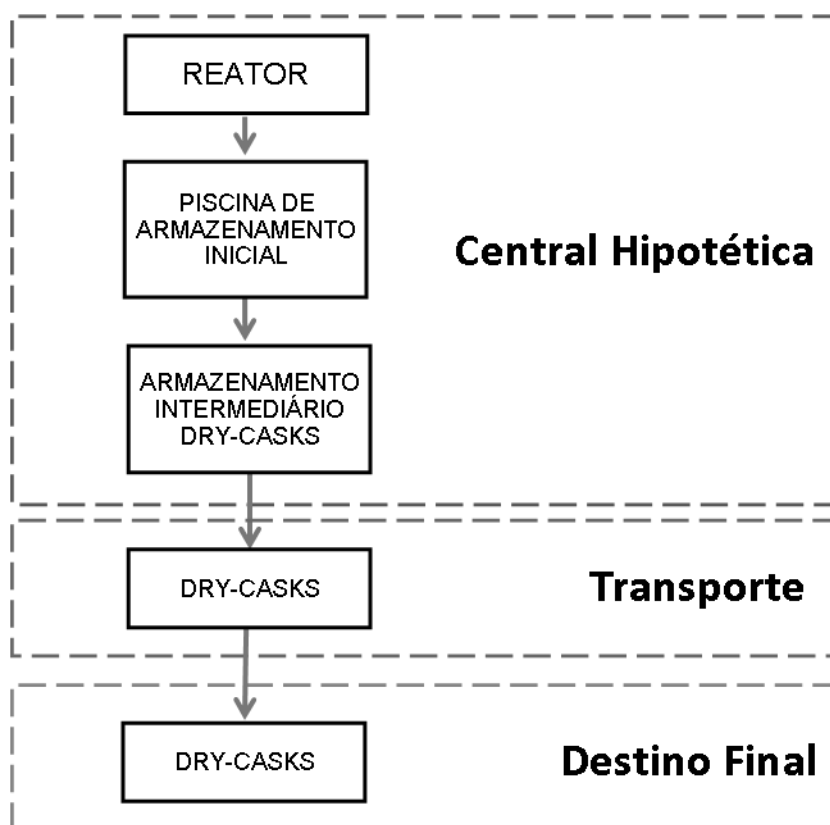 REATOR
PISCINA DE
ARMAZENAMENTO
INICIAL
Central Hipotética
ARMAZENAMENTO
INTERMEDIÁRIO
DRY-CASKS
DRY-CASKS
Transporte
DRY-CASKS
Destino Final